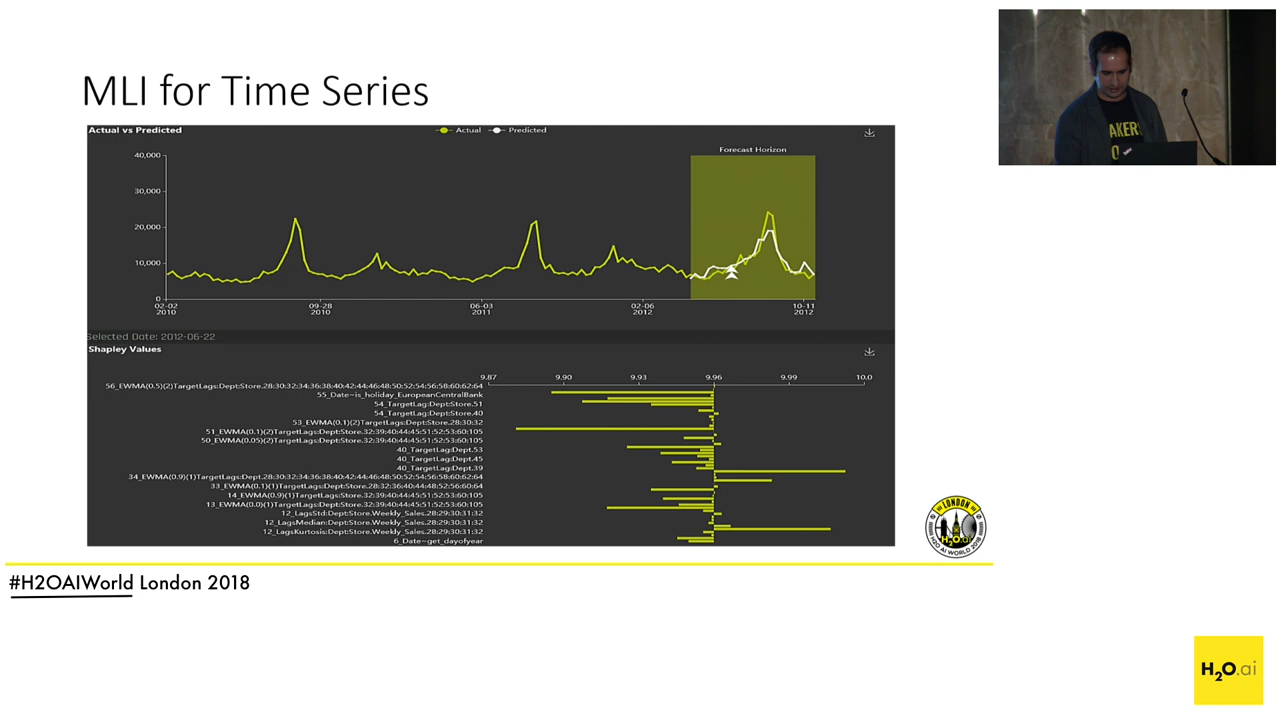 MLI for Time Series
Actual vs Predicted
Actual
Predicted
Forecast Horizon
40,000
30,000
20,000
10,000
0
02-02
2010
09-28
2010
06-03
2011
02-06
2012
10-11
2012
Selected Date: 2012-06-22
Shapley Values
9.87
9.90
9.93
9.96
9.99
10.0
56_EWMA(0.5)(2)TargetLags:Dept:Store.28:30:32:34:36:38:40:42:44:46:48:50:52:54:56:58:60:62:64
55_Date~is_holiday_EuropeanCentralBank
54_TargetLag:Dept:Store.51
54_TargetLag:Dept:Store.40
53_EWMA(0.1)(2)TargetLags:Dept:Store.28:30:32
51_EWMA(0.1)(2)TargetLags:Dept:Store.32:39:40:44:45:51:52:53:60:105
50_EWMA(0.05)(2)TargetLags:Dept:Store.32:39:40:44:45:51:52:53:60:105
40_TargetLag:Dept.53
40_TargetLag:Dept.45
40_TargetLag:Dept.39
34_EWMA(0.9)(1)TargetLags:Dept.28:30:32:34:36:38:40:42:44:46:48:50:52:54:56:58:60:62:64
33_EWMA(0.1)(1)TargetLags:Dept:Store.32:36:40:44:48:52:56:60:64
14_EWMA(0.9)(1)TargetLags:Store.32:39:40:44:45:51:52:53:60:105
13_EWMA(0.0)(1)TargetLags:Store.32:39:40:44:45:51:52:53:60:105
12_LagsStd:Dept:Store.Weekly_Sales.28:29:30:31:32
12_LagsMedian:Dept:Store.Weekly_Sales.28:29:30:31:32
12_LagsKurtosis:Dept:Store.Weekly_Sales.28:29:30:31:32
6_Date~get_dayofyear
AKERS
LONDON
H2O.ai
H2O AI WORLD 2018
#H2OAIWorld London 2018
H2O.ai